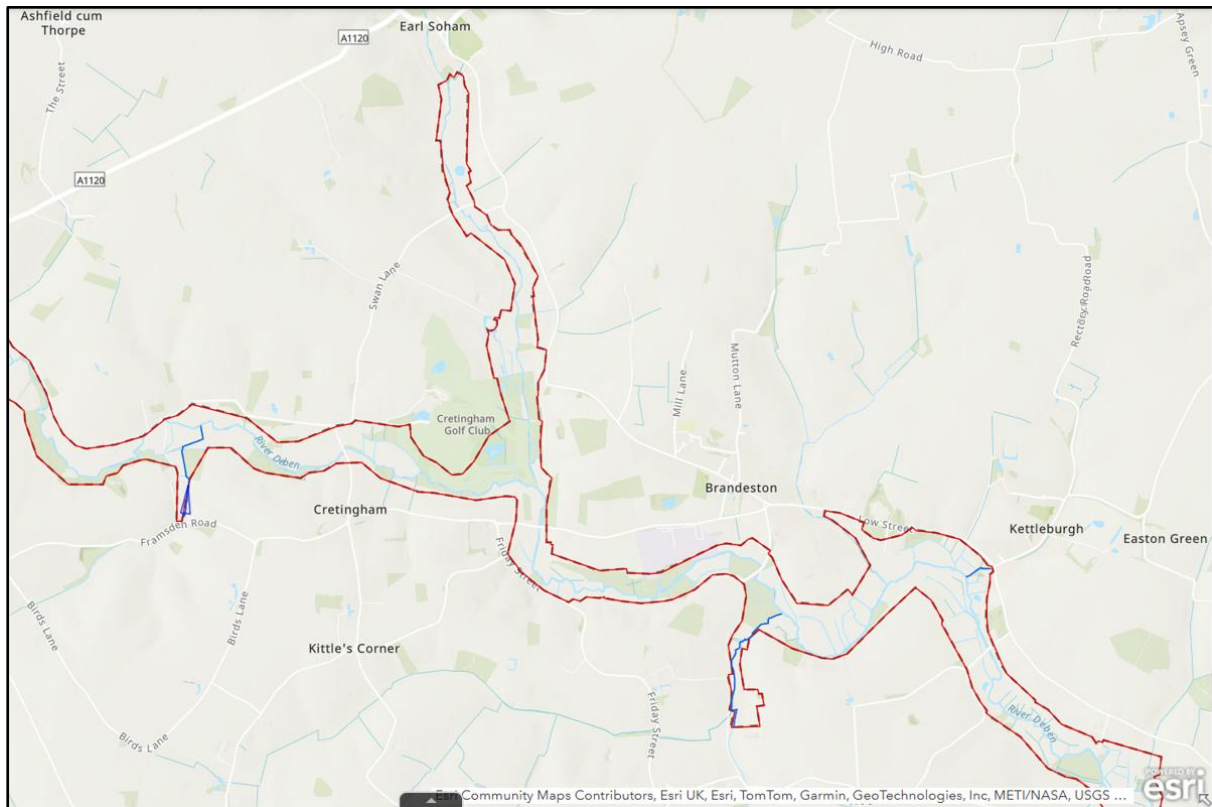 Ashfield cum
Thorpe
Earl Soham
A1120
High Road
Apsey
Green
The Street
A1120
Swan Lane
Mill Lane
Mutton Lane
Cretingham
Golf Club
River Deben
Brandeston
Cretingham
Framsden Road
Low Street
Kettleburgh
Easton Green
Friday Street
Birds Lane
Birds Lane
Kittle's Corner
Friday Street
River Deben
Birds Lane
Esri Community Maps Contributors, Esri UK, Esri, TomTom, Garmin, GeoTechnologies, Inc, METI/NASA, USGS ...
POWERED BY
esri